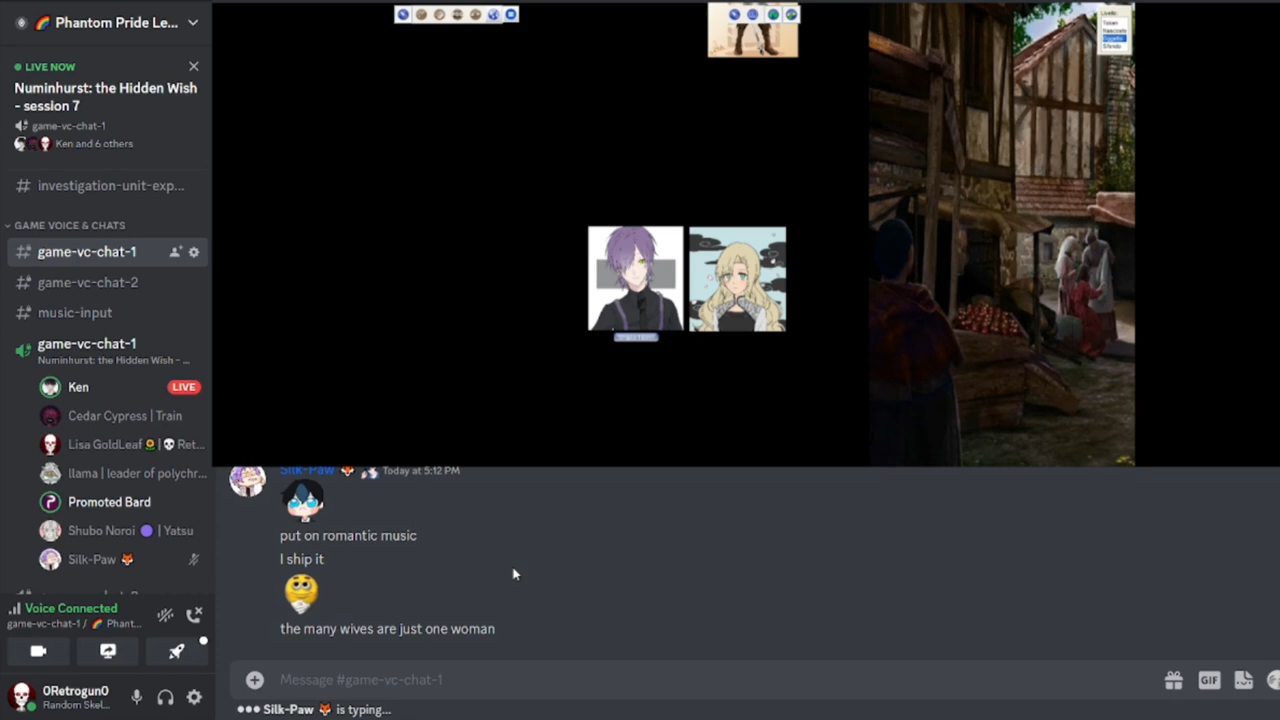 Phantom Pride Le...
LIVE NOW
Numinhurst: the Hidden Wish
- session 7
game-vc-chat-1
Ken and 6 others
investigation-unit-exp...
GAME VOICE & CHATS
game-vc-chat-1
game-vc-chat-2
music-input
game-vc-chat-1
Numinhurst: the Hidden Wish - ...
Ken
LIVE
Cedar Cypress | Train
Lisa GoldLeaf | Ret...
llama | leader of polychr...
Promoted Bard
Shubo Noroi | Yatsu
Silk-Paw
Voice Connected
game-vc-chat-1 / Phant...
0Retrogun0
Random Skel...
Silk-Paw Today at 5:12 PM
put on romantic music
I ship it
the many wives are just one woman
Message #game-vc-chat-1
GIF
Silk-Paw is typing...